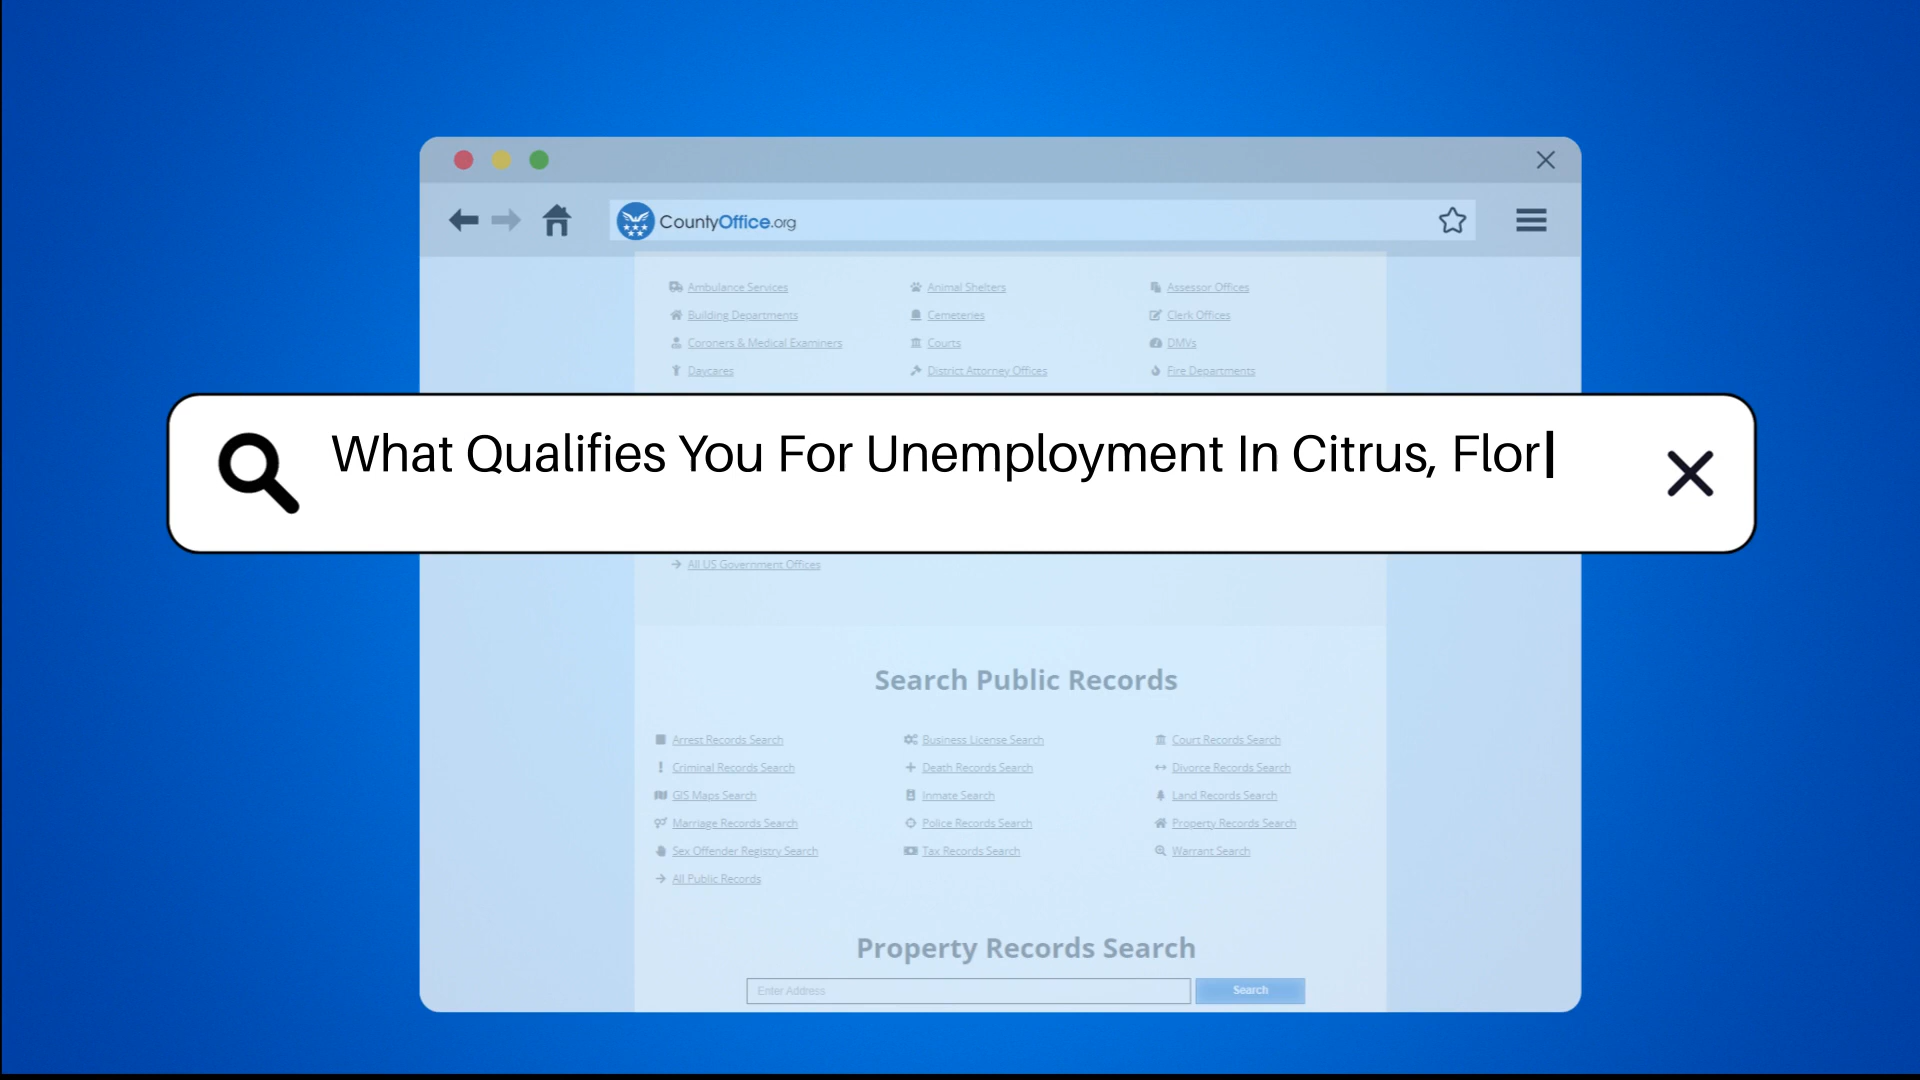 CountyOffice.org
Ambulance Services Animal Shelters Assessor Offices
Building Departments Cemeteries Clerk Offices
Coroners & Medical Examiners Courts DMVs
Daycares District Attorney Offices Fire Departments
What Qualifies You For Unemployment In Citrus, Flor
All US Government Offices
Search Public Records
Arrest Records Search Business License Search Court Records Search
Criminal Records Search Death Records Search Divorce Records Search
GIS Maps Search Inmate Search Land Records Search
Marriage Records Search Police Records Search Property Records Search
Sex Offender Registry Search Tax Records Search Warrant Search
All Public Records
Property Records Search
Enter Address Search